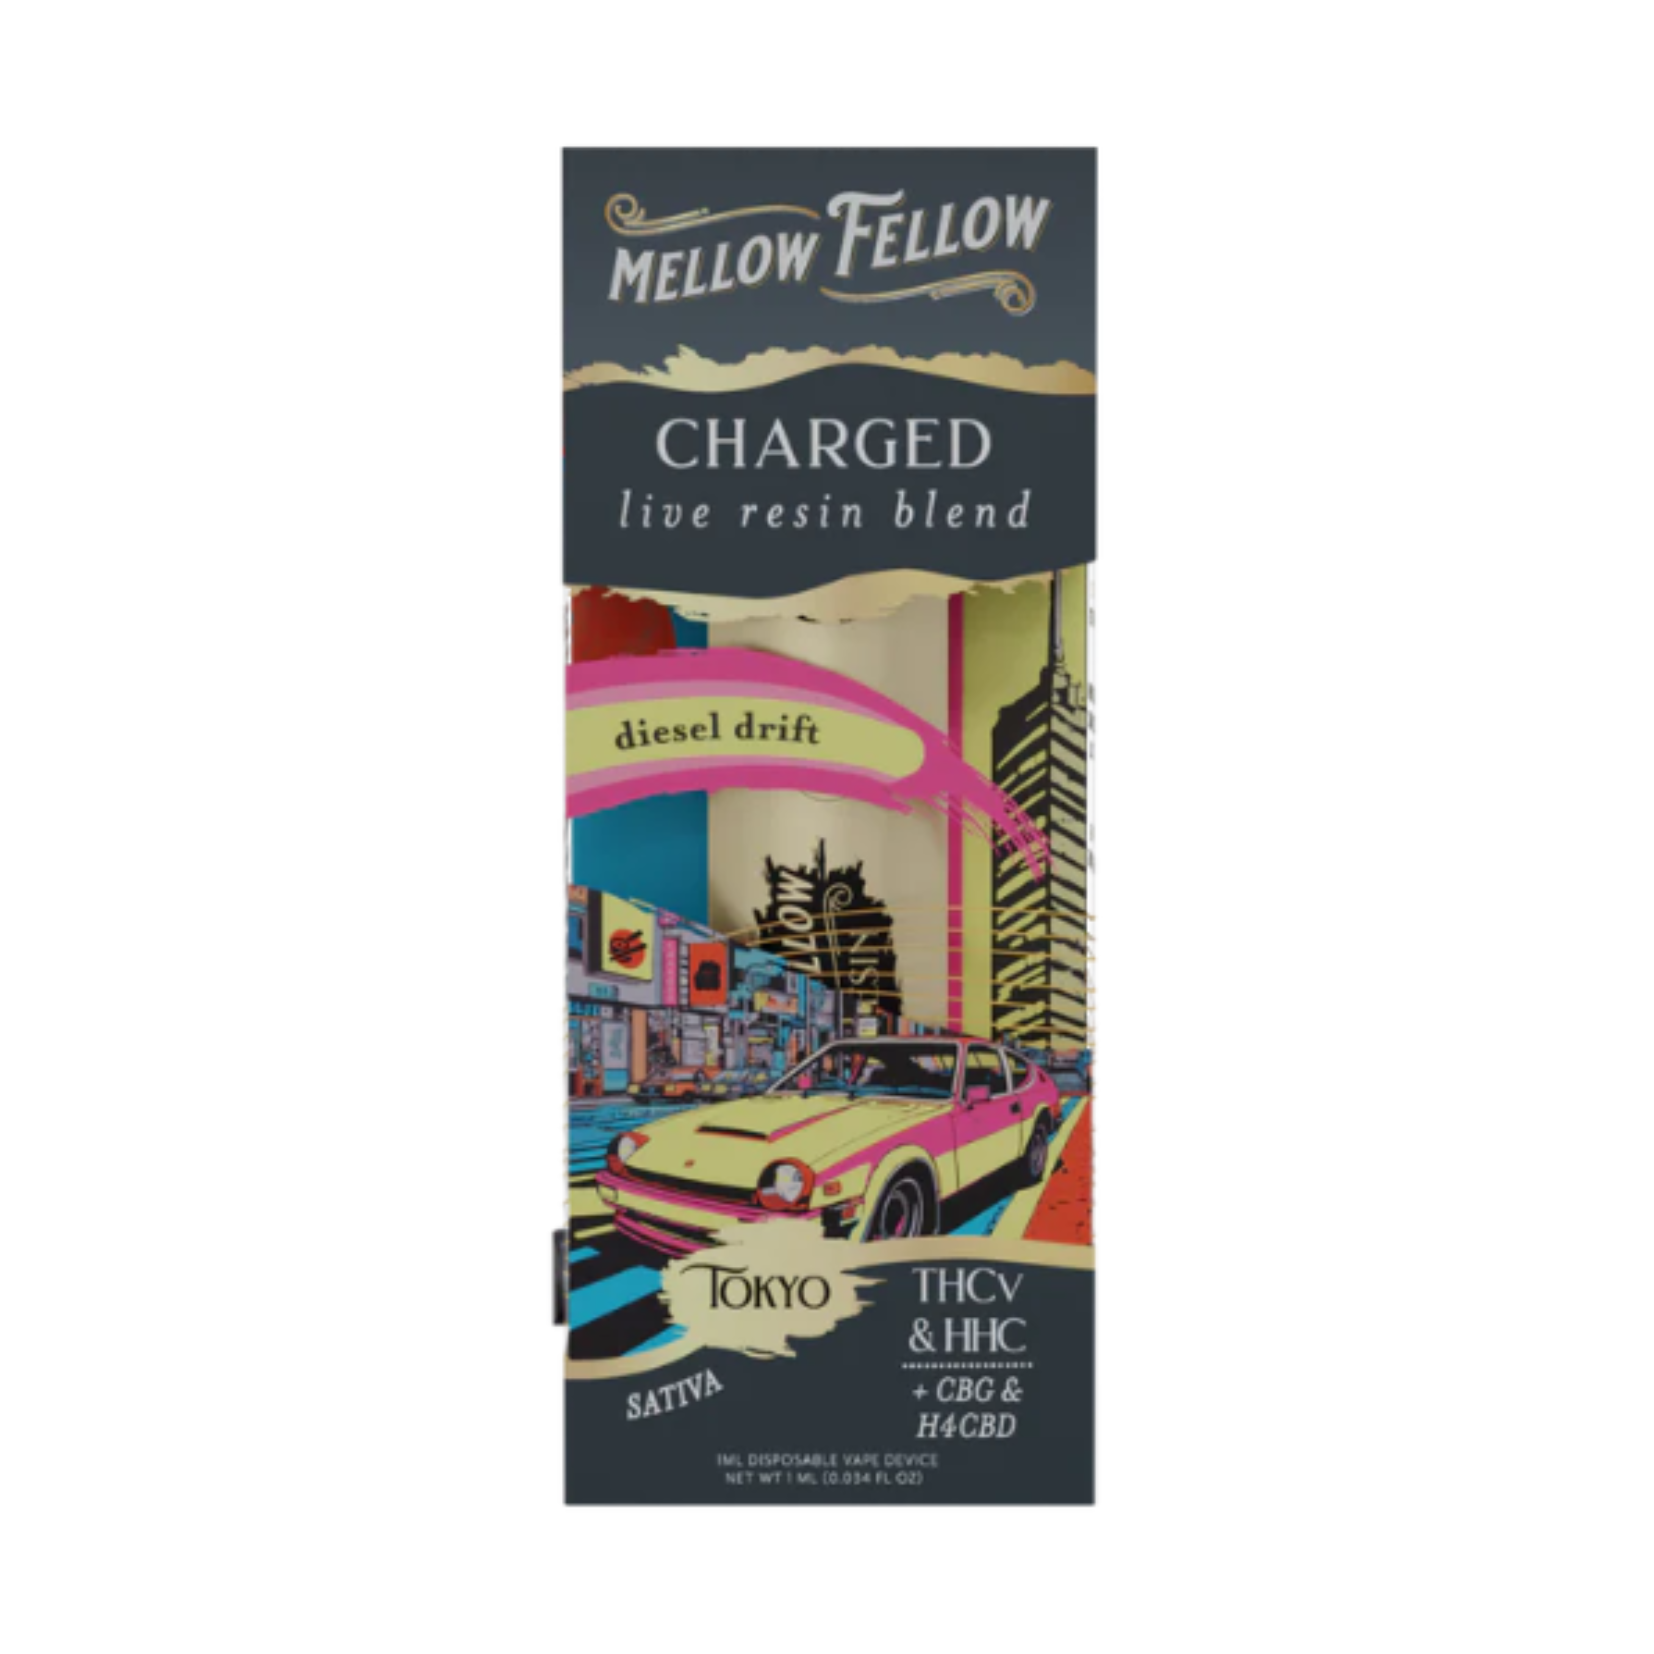 MELLOW FELLOW
CHARGED
live resin blend
diesel drift
TOKYO
THCV
& HHC
+ CBG &
H4CBD
SATIVA
1ML DISPOSABLE VAPE DEVICE
NET WT 1 ML (0.034 FL OZ)